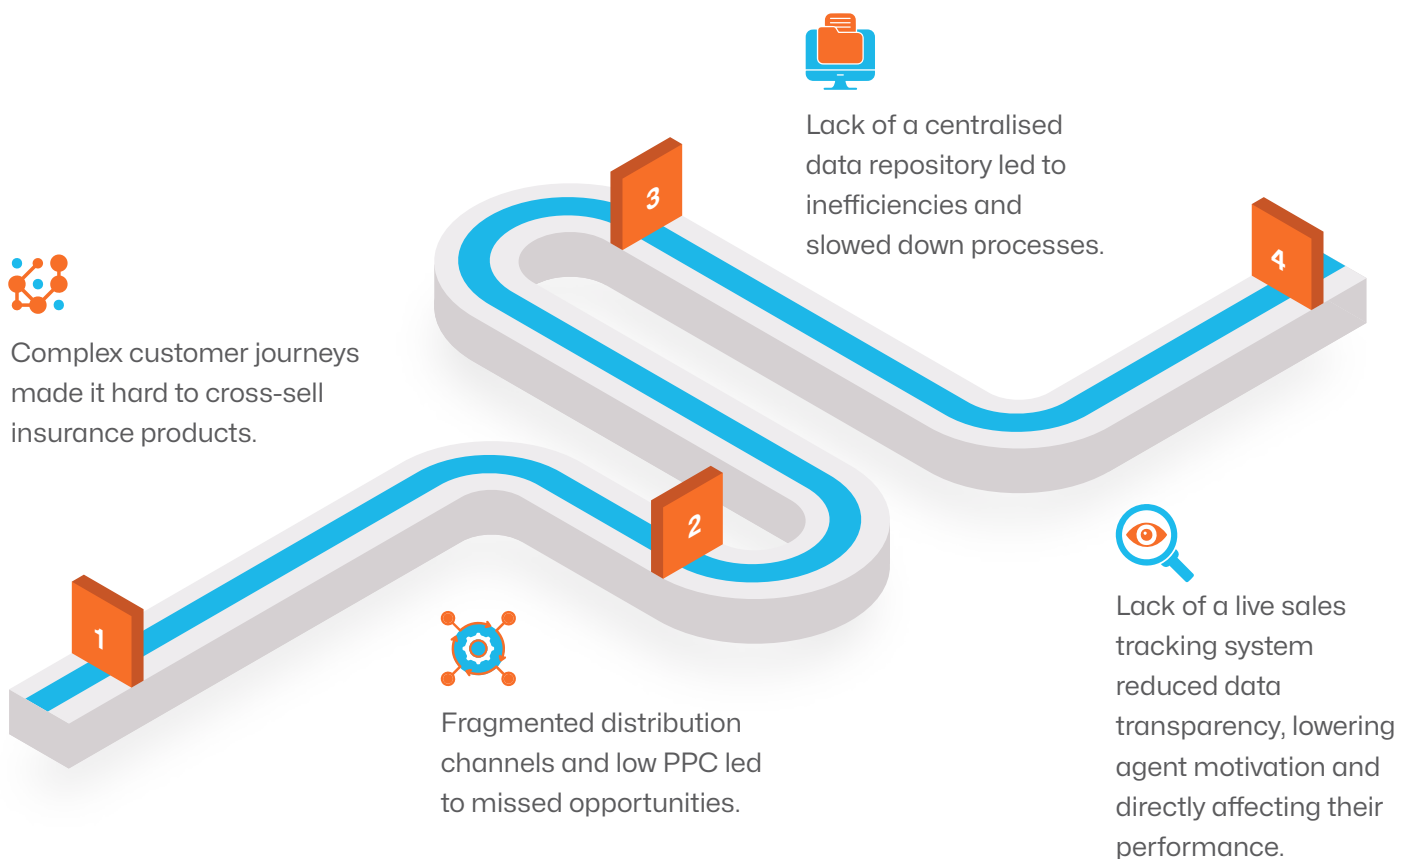 1
Complex customer journeys
made it hard to cross-sell
insurance products.
2
Fragmented distribution
channels and low PPC led
to missed opportunities.
3
Lack of a centralised
data repository led to
inefficiencies and
slowed down processes.
4
Lack of a live sales
tracking system
reduced data
transparency, lowering
agent motivation and
directly affecting their
performance.